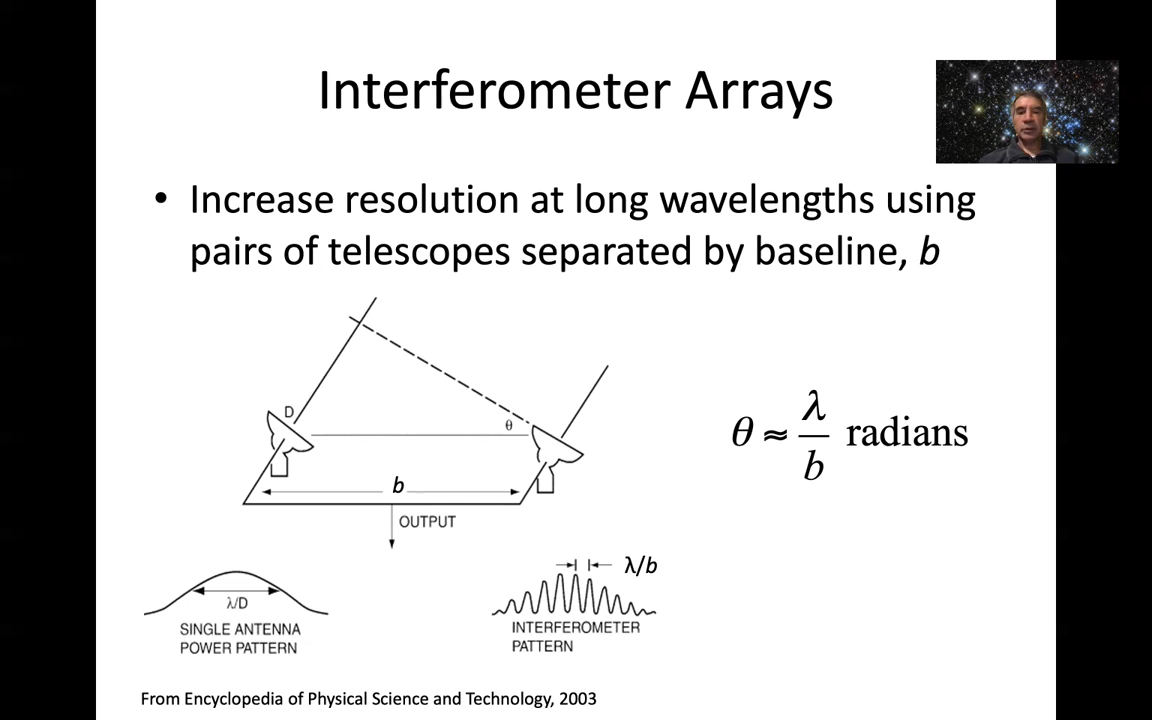 Interferometer Arrays
• Increase resolution at long wavelengths using
pairs of telescopes separated by baseline, b
D
θ
θ ≈ λ/b radians
b
OUTPUT
λ/b
λ/D
SINGLE ANTENNA
POWER PATTERN
INTERFEROMETER
PATTERN
From Encyclopedia of Physical Science and Technology, 2003